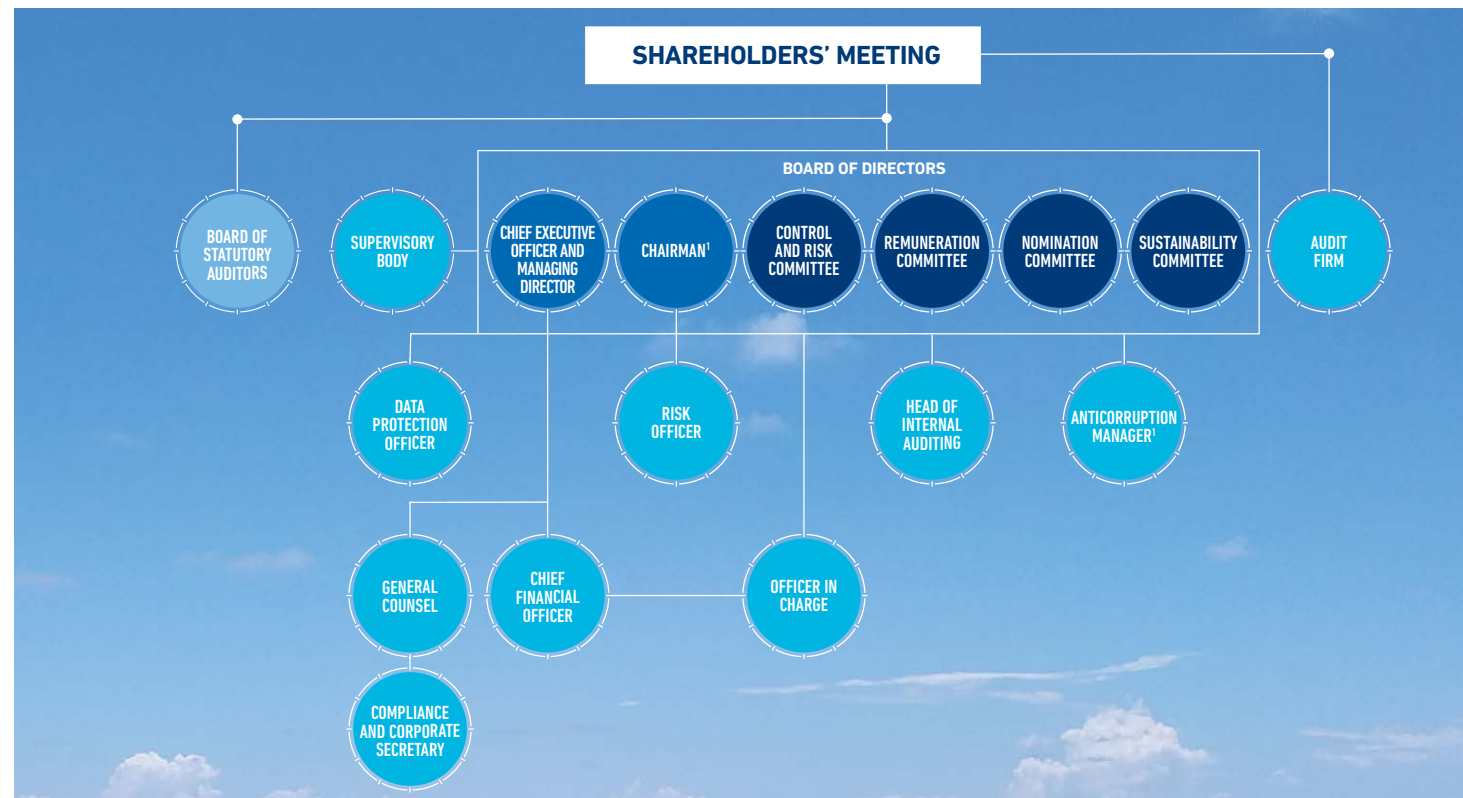 SHAREHOLDERS’ MEETING
BOARD OF DIRECTORS
BOARD OF
STATUTORY
AUDITORS
SUPERVISORY
BODY
CHIEF EXECUTIVE
OFFICER AND
MANAGING
DIRECTOR
CHAIRMAN¹
CONTROL
AND RISK
COMMITTEE
REMUNERATION
COMMITTEE
NOMINATION
COMMITTEE
SUSTAINABILITY
COMMITTEE
AUDIT
FIRM
DATA
PROTECTION
OFFICER
RISK
OFFICER
HEAD OF
INTERNAL
AUDITING
ANTICORRUPTION
MANAGER¹
GENERAL
COUNSEL
CHIEF
FINANCIAL
OFFICER
OFFICER IN
CHARGE
COMPLIANCE
AND CORPORATE
SECRETARY